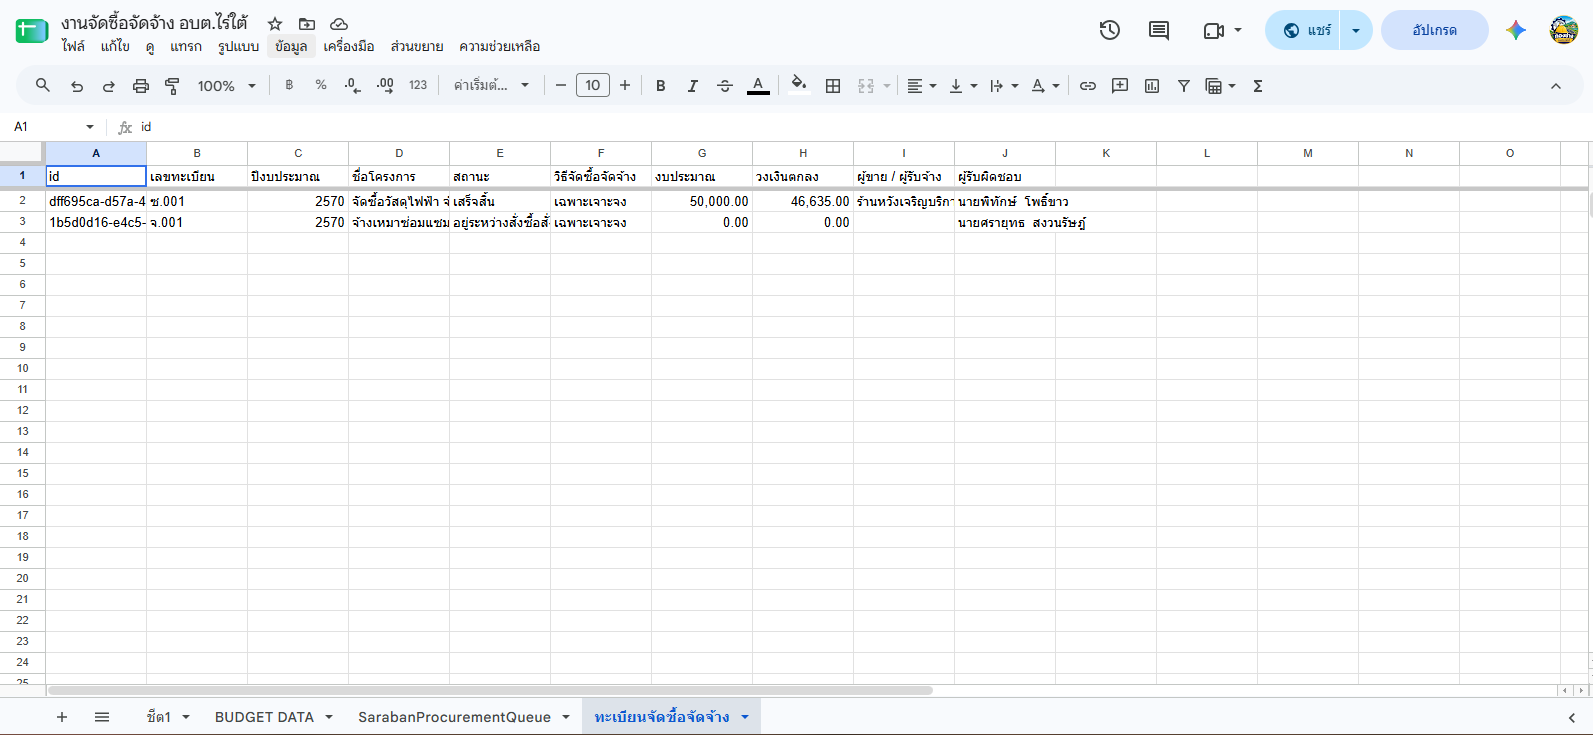 งานจัดซื้อจัดจ้าง อบต.ไร่ใต้
ไฟล์ แก้ไข ดู แทรก รูปแบบ ข้อมูล เครื่องมือ ส่วนขยาย ความช่วยเหลือ
แชร์
อัปเกรด
100% ฿ % .0 .00 123 ค่าเริ่มต้... 10 B I S A
A1 fx id
A B C D E F G H I J K L M N O
1 id เลขทะเบียน ปีงบประมาณ ชื่อโครงการ สถานะ วิธีจัดซื้อจัดจ้าง งบประมาณ วงเงินตกลง ผู้ขาย / ผู้รับจ้าง ผู้รับผิดชอบ
2 dff695ca-d57a-4 ซ.001 2570 จัดซื้อวัสดุไฟฟ้า เสร็จสิ้น เฉพาะเจาะจง 50,000.00 46,635.00 ร้านหวังเจริญบริกา นายพิทักษ์ โพธิ์ขาว
3 1b5d0d16-e4c5- จ.001 2570 จ้างเหมาซ่อมแซม อยู่ระหว่างสั่งซื้อสั่ เฉพาะเจาะจง 0.00 0.00 นายศรายุทธ สงวนรัษฎ์
4
5
6
7
8
9
10
11
12
13
14
15
16
17
18
19
20
21
22
23
24
25
ชีต1 BUDGET DATA SarabanProcurementQueue ทะเบียนจัดซื้อจัดจ้าง